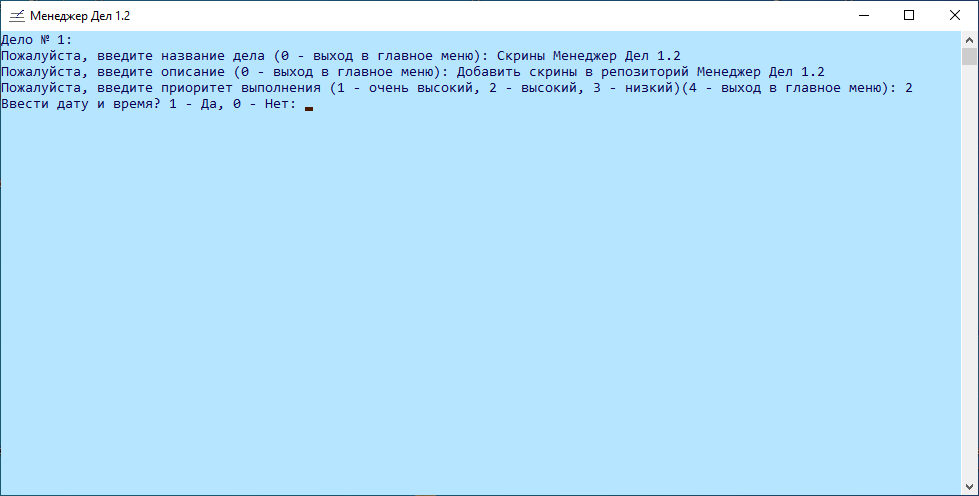 Менеджер Дел 1.2
Дело № 1:
Пожалуйста, введите название дела (0 - выход в главное меню): Скрины Менеджер Дел 1.2
Пожалуйста, введите описание (0 - выход в главное меню): Добавить скрины в репозиторий Менеджер Дел 1.2
Пожалуйста, введите приоритет выполнения (1 - очень высокий, 2 - высокий, 3 - низкий)(4 - выход в главное меню): 2
Ввести дату и время? 1 - Да, 0 - Нет: